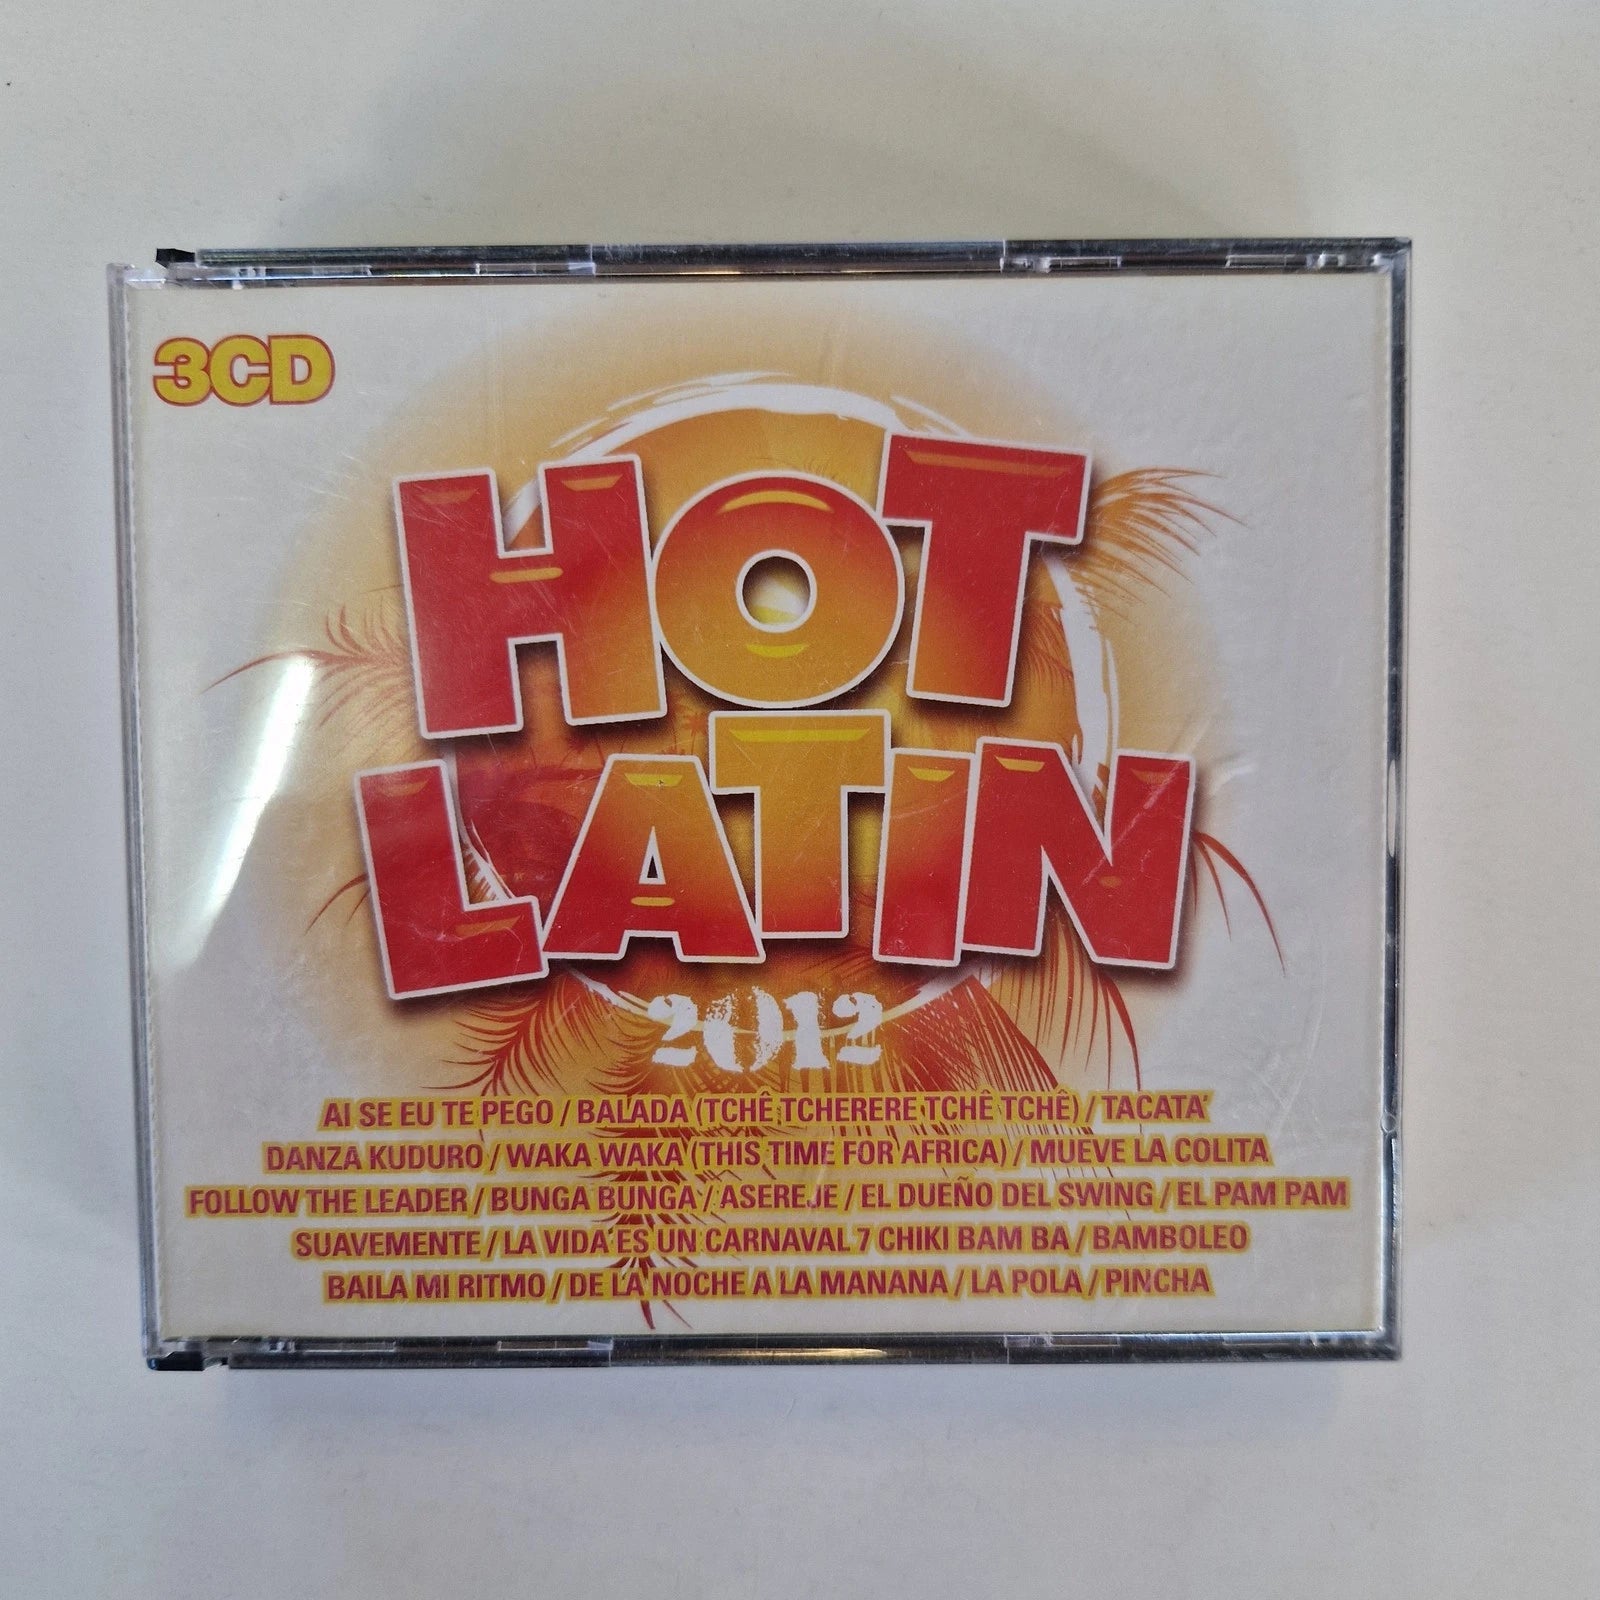 3CD
HOT
LATIN
2012
AI SE EU TE PEGO / BALADA (TCHÊ TCHERERE TCHÊ TCHÊ) / TACATA'
DANZA KUDURO / WAKA WAKA (THIS TIME FOR AFRICA) / MUEVE LA COLITA
FOLLOW THE LEADER / BUNGA BUNGA / ASEREJE / EL DUEÑO DEL SWING / EL PAM PAM
SUAVEMENTE / LA VIDA ES UN CARNAVAL 7 CHIKI BAM BA / BAMBOLEO
BAILA MI RITMO / DE LA NOCHE A LA MANANA / LA POLA / PINCHA